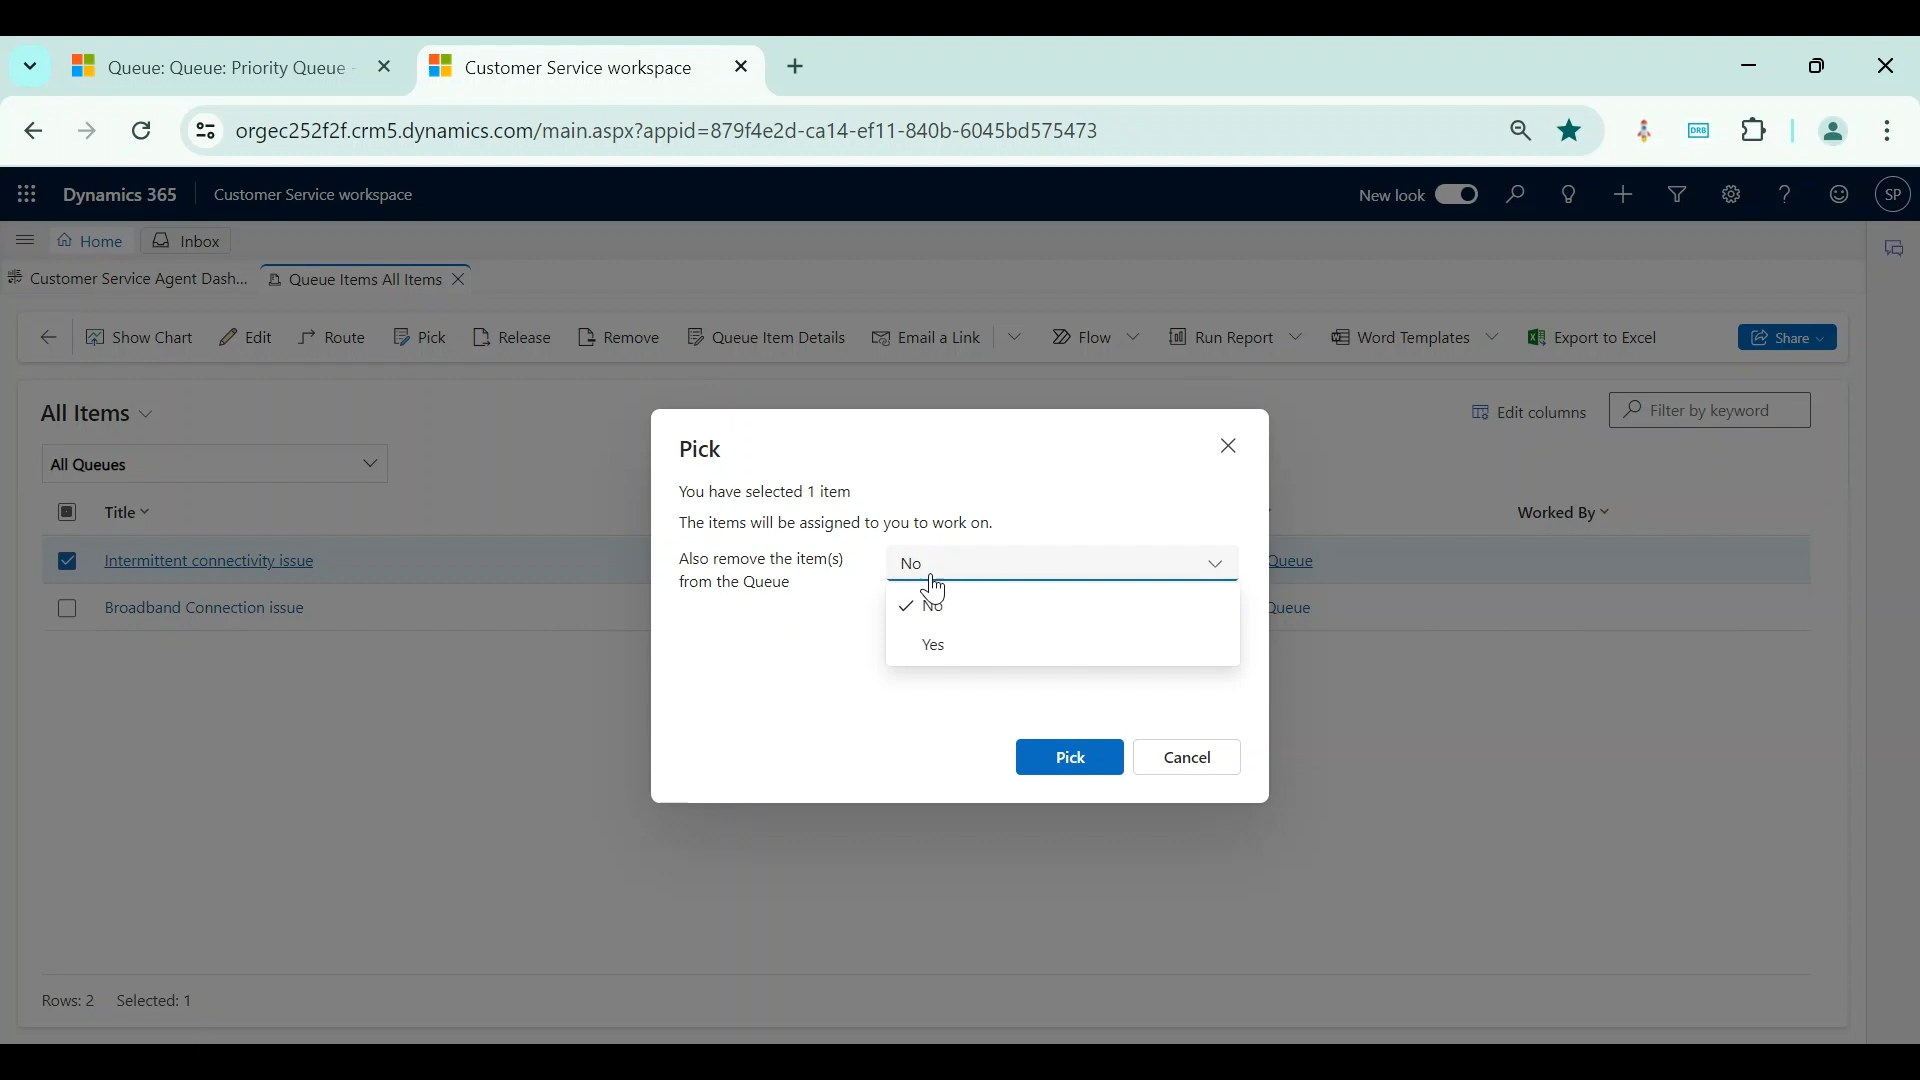 Queue: Queue: Priority Queue
Customer Service workspace
orgec252f2f.crm5.dynamics.com/main.aspx?appid=879f4e2d-ca14-ef11-840b-6045bd575473
DRB
Dynamics 365
Customer Service workspace
New look
SP
Home
Inbox
Customer Service Agent Dash...
Queue Items All Items
Show Chart
Edit
Route
Pick
Release
Remove
Queue Item Details
Email a Link
Flow
Run Report
Word Templates
Export to Excel
Share
All Items
Edit columns
Filter by keyword
All Queues
Title
Worked By
Intermittent connectivity issue
Queue
Broadband Connection issue
Queue
Pick
You have selected 1 item
The items will be assigned to you to work on.
Also remove the item(s)
from the Queue
No
No
Yes
Pick
Cancel
Rows: 2 Selected: 1